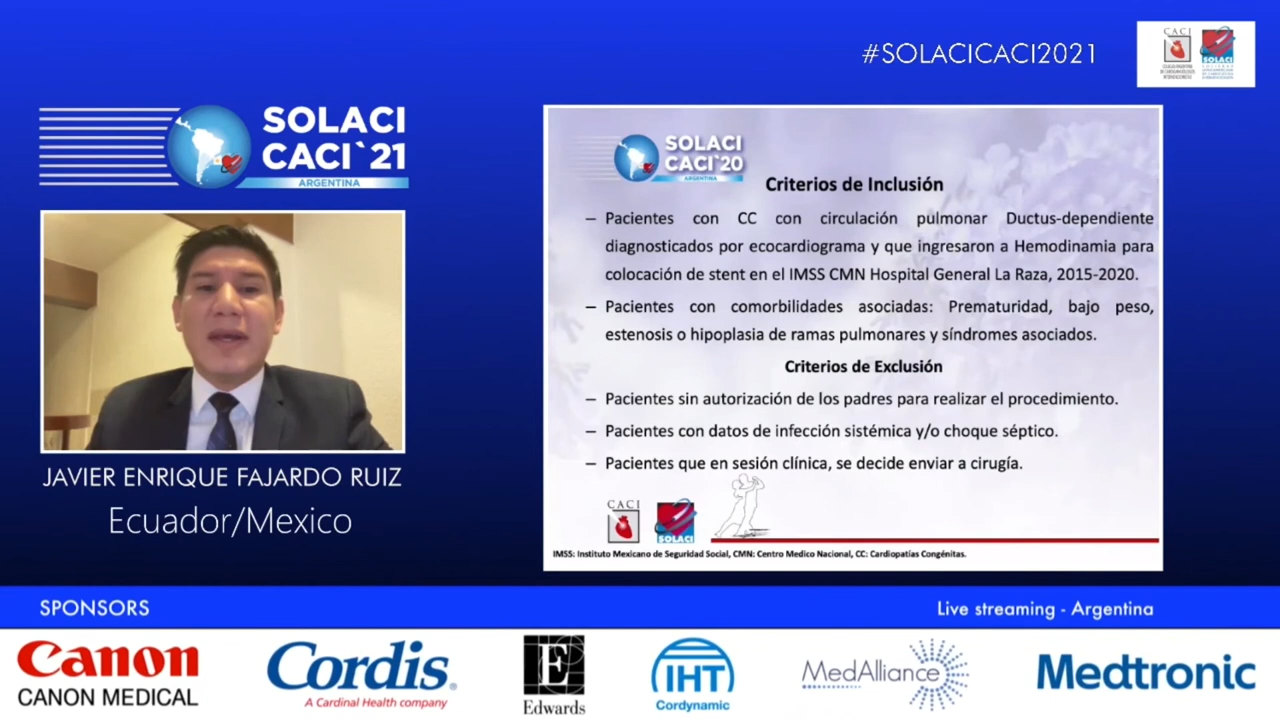 #SOLACICACI2021
CACI
SOLACI
SOLACI
CACI`21
ARGENTINA
SOLACI
CACI`20
ARGENTINA
Criterios de Inclusión
– Pacientes con CC con circulación pulmonar Ductus-dependiente
diagnosticados por ecocardiograma y que ingresaron a Hemodinamia para
colocación de stent en el IMSS CMN Hospital General La Raza, 2015-2020.
– Pacientes con comorbilidades asociadas: Prematuridad, bajo peso,
estenosis o hipoplasia de ramas pulmonares y síndromes asociados.
Criterios de Exclusión
– Pacientes sin autorización de los padres para realizar el procedimiento.
– Pacientes con datos de infección sistémica y/o choque séptico.
– Pacientes que en sesión clínica, se decide enviar a cirugía.
CACI
SOLACI
IMSS: Instituto Mexicano de Seguridad Social, CMN: Centro Medico Nacional, CC: Cardiopatías Congénitas.
JAVIER ENRIQUE FAJARDO RUIZ
Ecuador/Mexico
SPONSORS
Live streaming - Argentina
Canon
CANON MEDICAL
Cordis.
A Cardinal Health company
E
Edwards
IHT
Cordynamic
MedAlliance
Medtronic